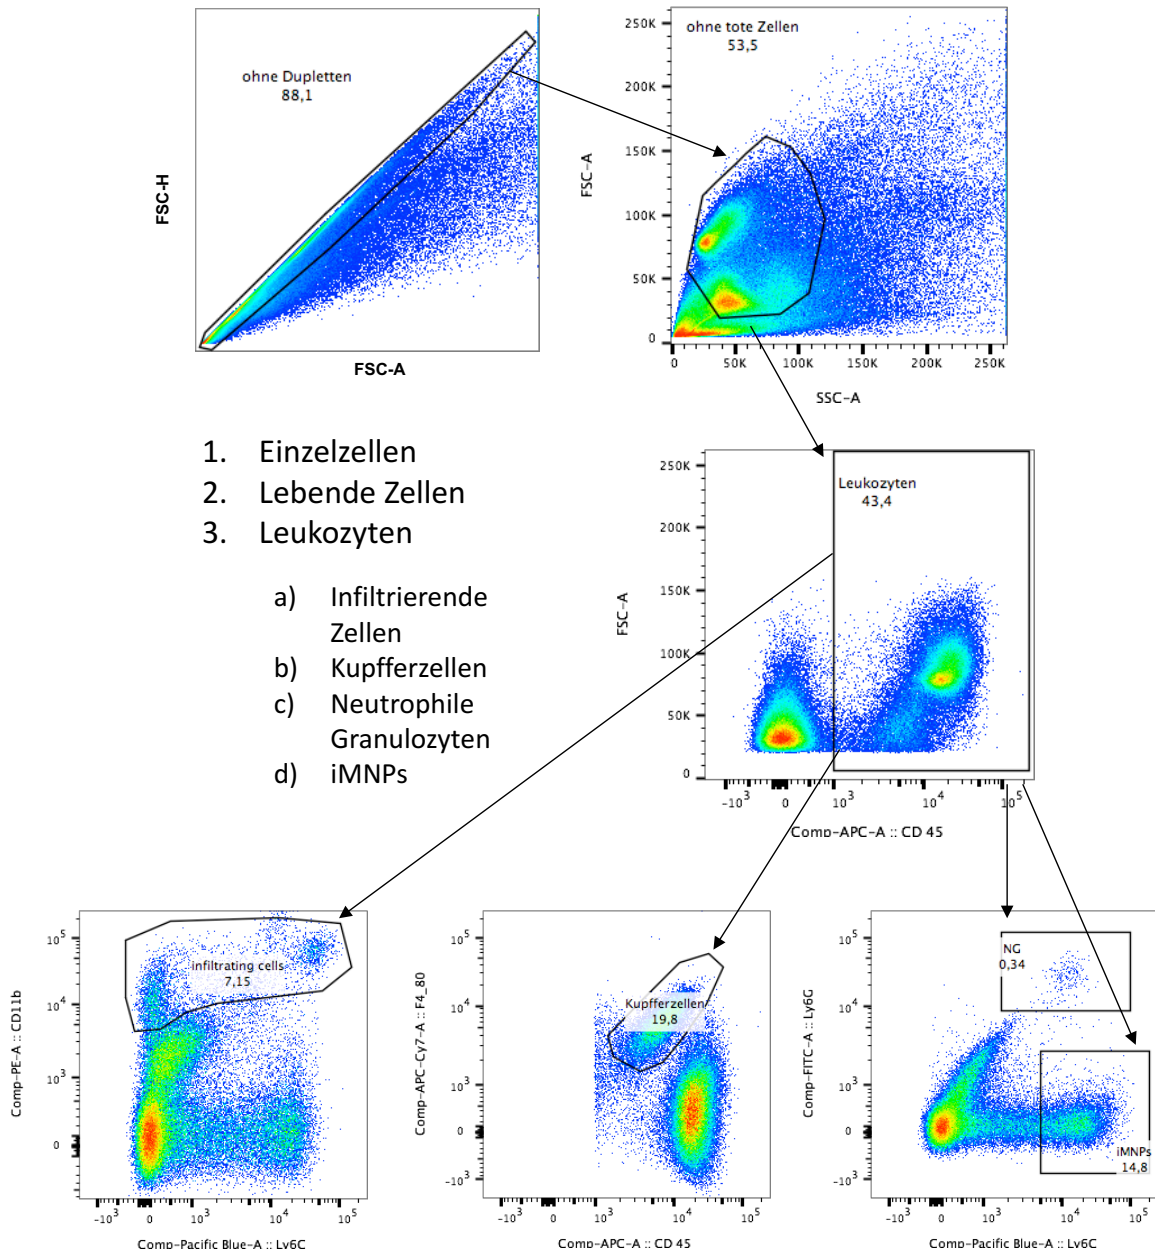 ohne Dupletten
88,1
FSC-H
FSC-A
250K
200K
150K
100K
50K
0
FSC-A
ohne tote Zellen
53,5
0
50K
100K
150K
200K
250K
SSC-A
1. Einzelzellen
2. Lebende Zellen
3. Leukozyten
a) Infiltrierende
Zellen
b) Kupfferzellen
c) Neutrophile
Granulozyten
d) iMNPs
250K
200K
150K
100K
50K
0
FSC-A
Leukozyten
43,4
-10³
0
10³
10⁴
10⁵
Comp-APC-A :: CD 45
10⁵
10⁴
10³
0
Comp-PE-A :: CD11b
infiltrating cells
7,15
-10³
0
10³
10⁴
10⁵
Comp-Pacific Blue-A :: Ly6C
10⁵
10⁴
10³
0
-10³
Comp-APC-Cy7-A :: F4_80
Kupfferzellen
19,8
-10³
0
10³
10⁴
10⁵
Comp-APC-A :: CD 45
10⁵
10⁴
10³
0
-10³
Comp-FITC-A :: Ly6G
NG
0,34
iMNPs
14,8
-10³
0
10³
10⁴
10⁵
Comp-Pacific Blue-A :: Ly6C